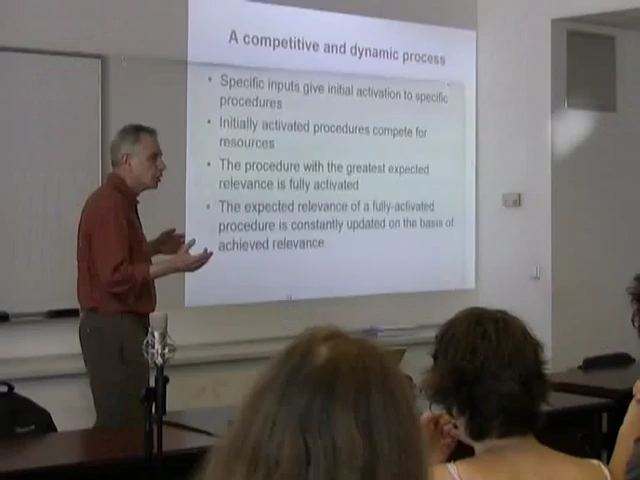 A competitive and dynamic process
• Specific inputs give initial activation to specific
procedures
• Initially activated procedures compete for
resources
• The procedure with the greatest expected
relevance is fully activated
• The expected relevance of a fully-activated
procedure is constantly updated on the basis of
achieved relevance